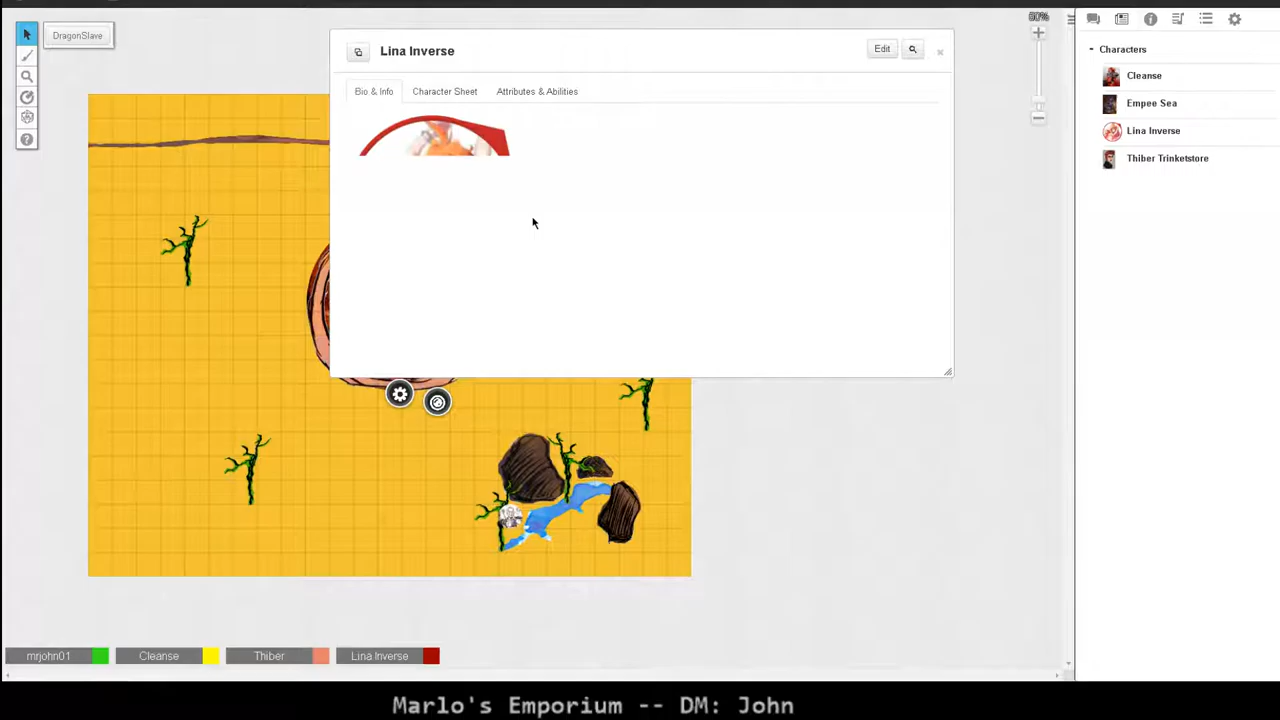 DragonSlave
Lina Inverse
Edit
Bio & Info
Character Sheet
Attributes & Abilities
Characters
Cleanse
Empee Sea
Lina Inverse
Thiber Trinketstore
mrjohn01
Cleanse
Thiber
Lina Inverse
Marlo's Emporium -- DM: John